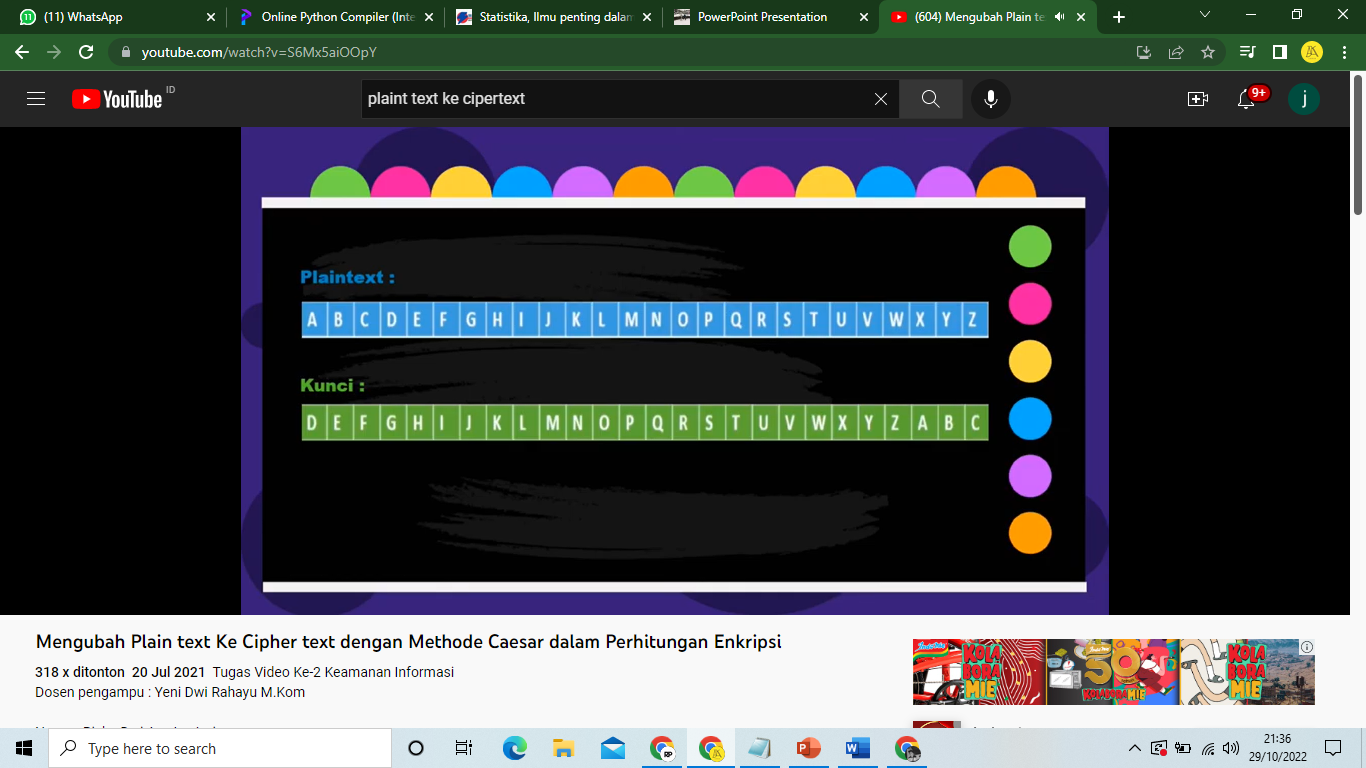 (11) WhatsApp
Online Python Compiler (Inte
Statistika, Ilmu penting dalam
PowerPoint Presentation
(604) Mengubah Plain te
youtube.com/watch?v=S6Mx5aiOOpY
YouTube ID
plaint text ke cipertext
9+
j
Plaintext :
A B C D E F G H I J K L M N O P Q R S T U V W X Y Z
Kunci :
D E F G H I J K L M N O P Q R S T U V W X Y Z A B C
Mengubah Plain text Ke Cipher text dengan Methode Caesar dalam Perhitungan Enkripsi
318 x ditonton 20 Jul 2021 Tugas Video Ke-2 Keamanan Informasi
Dosen pengampu : Yeni Dwi Rahayu M.Kom
KOLA
BORA
MIE
50
KOLABORAMIE
KOLA
BORA
MIE
Type here to search
21:36
29/10/2022